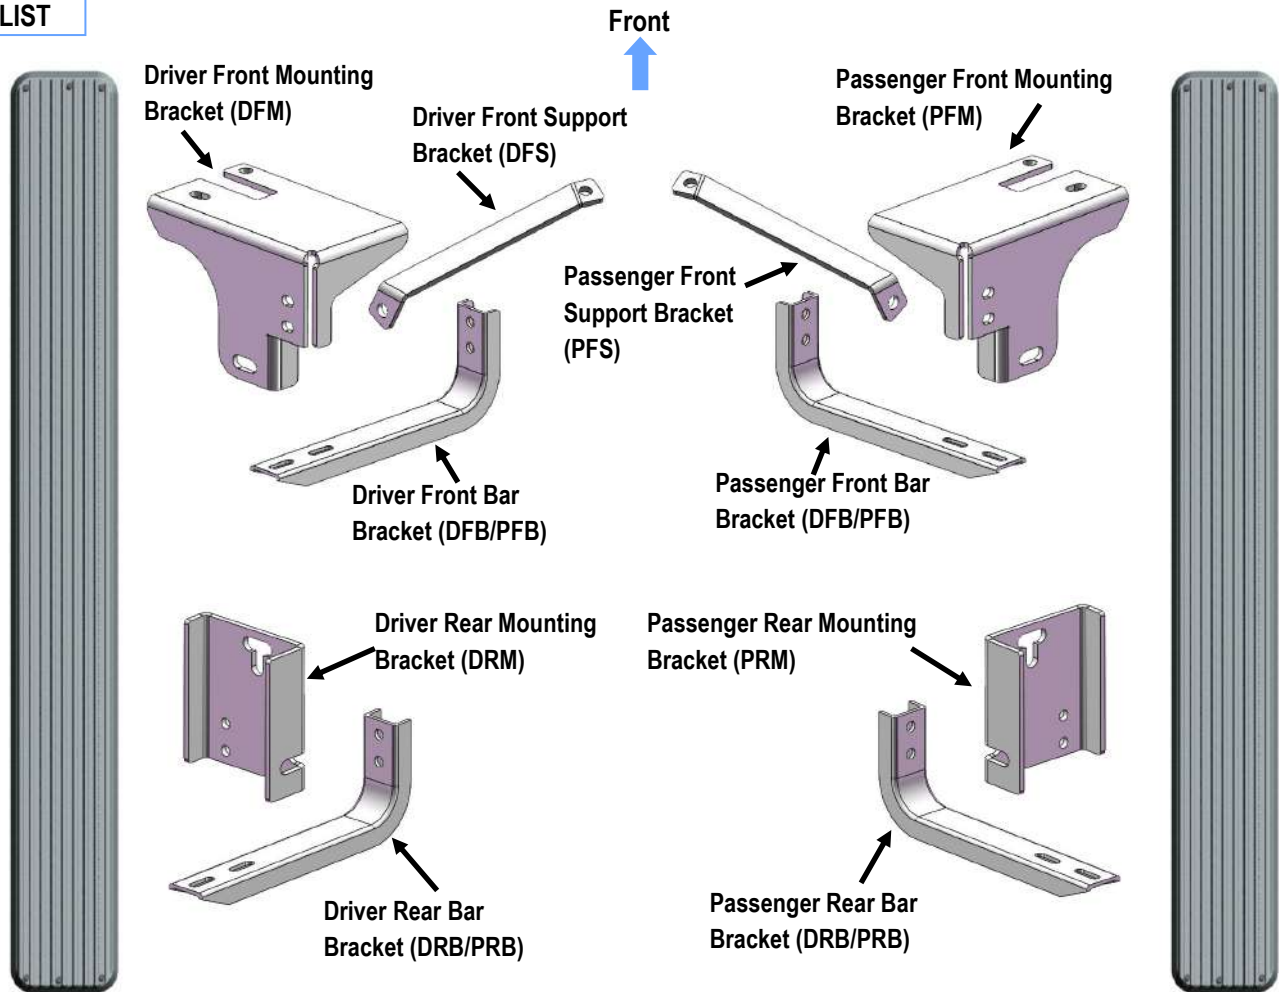 LIST
Front
Driver Front Mounting
Bracket (DFM)
Driver Front Support
Bracket (DFS)
Passenger Front Mounting
Bracket (PFM)
Passenger Front
Support Bracket
(PFS)
Driver Front Bar
Bracket (DFB/PFB)
Passenger Front Bar
Bracket (DFB/PFB)
Driver Rear Mounting
Bracket (DRM)
Passenger Rear Mounting
Bracket (PRM)
Driver Rear Bar
Bracket (DRB/PRB)
Passenger Rear Bar
Bracket (DRB/PRB)